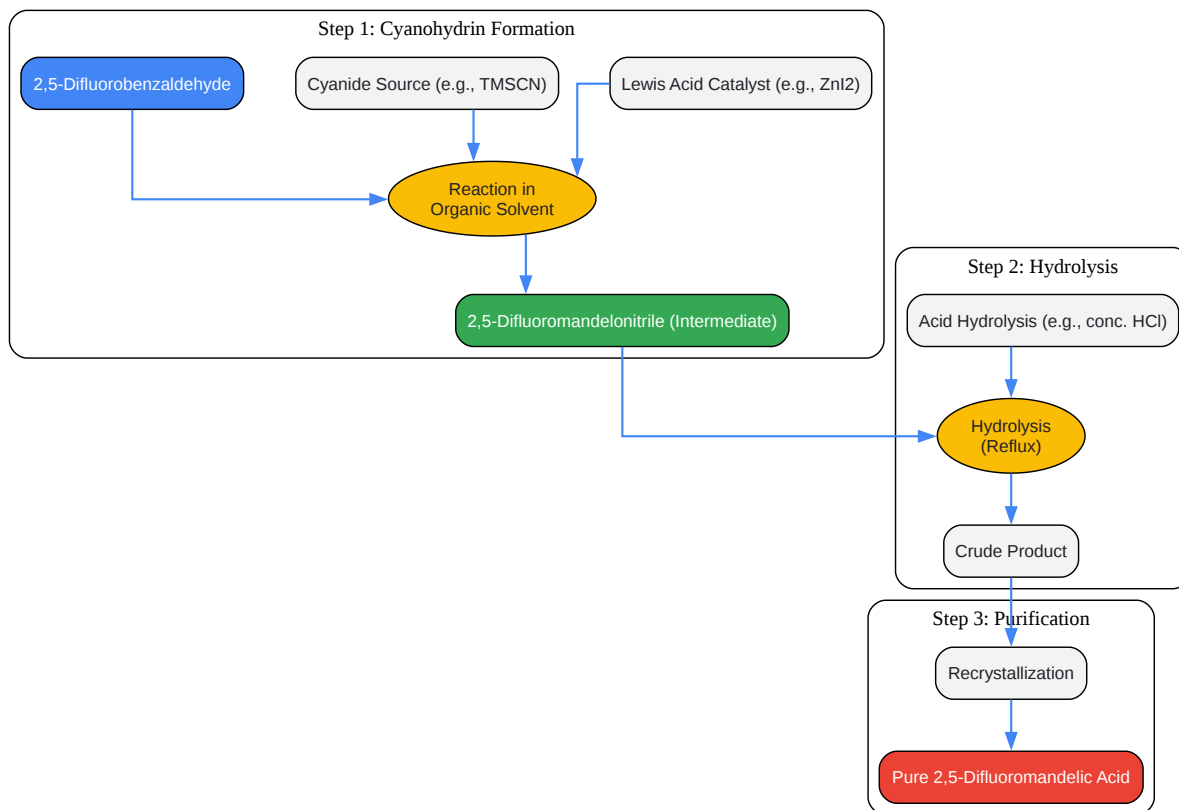 Step 1: Cyanohydrin Formation
2,5-Difluorobenzaldehyde
Cyanide Source (e.g., TMSCN)
Lewis Acid Catalyst (e.g., ZnI2)
Reaction in
Organic Solvent
2,5-Difluoromandelonitrile (Intermediate)
Step 2: Hydrolysis
Acid Hydrolysis (e.g., conc. HCl)
Hydrolysis
(Reflux)
Crude Product
Step 3: Purification
Recrystallization
Pure 2,5-Difluoromandelic Acid